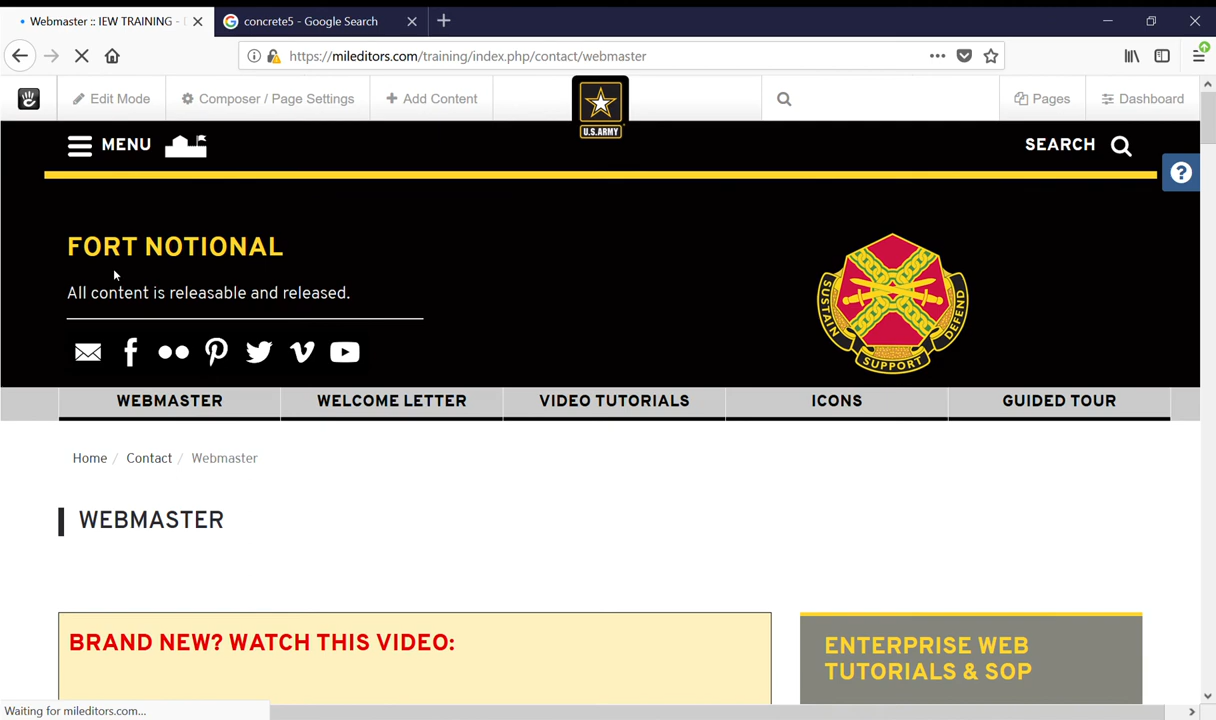 Webmaster :: IEW TRAINING -
concrete5 - Google Search
https://mileditors.com/training/index.php/contact/webmaster
Edit Mode
Composer / Page Settings
Add Content
Pages
Dashboard
U.S.ARMY
MENU
SEARCH
?
FORT NOTIONAL
All content is releasable and released.
SUSTAIN
SUPPORT
DEFEND
WEBMASTER
WELCOME LETTER
VIDEO TUTORIALS
ICONS
GUIDED TOUR
Home / Contact / Webmaster
WEBMASTER
BRAND NEW? WATCH THIS VIDEO:
ENTERPRISE WEB
TUTORIALS & SOP
Waiting for mileditors.com...